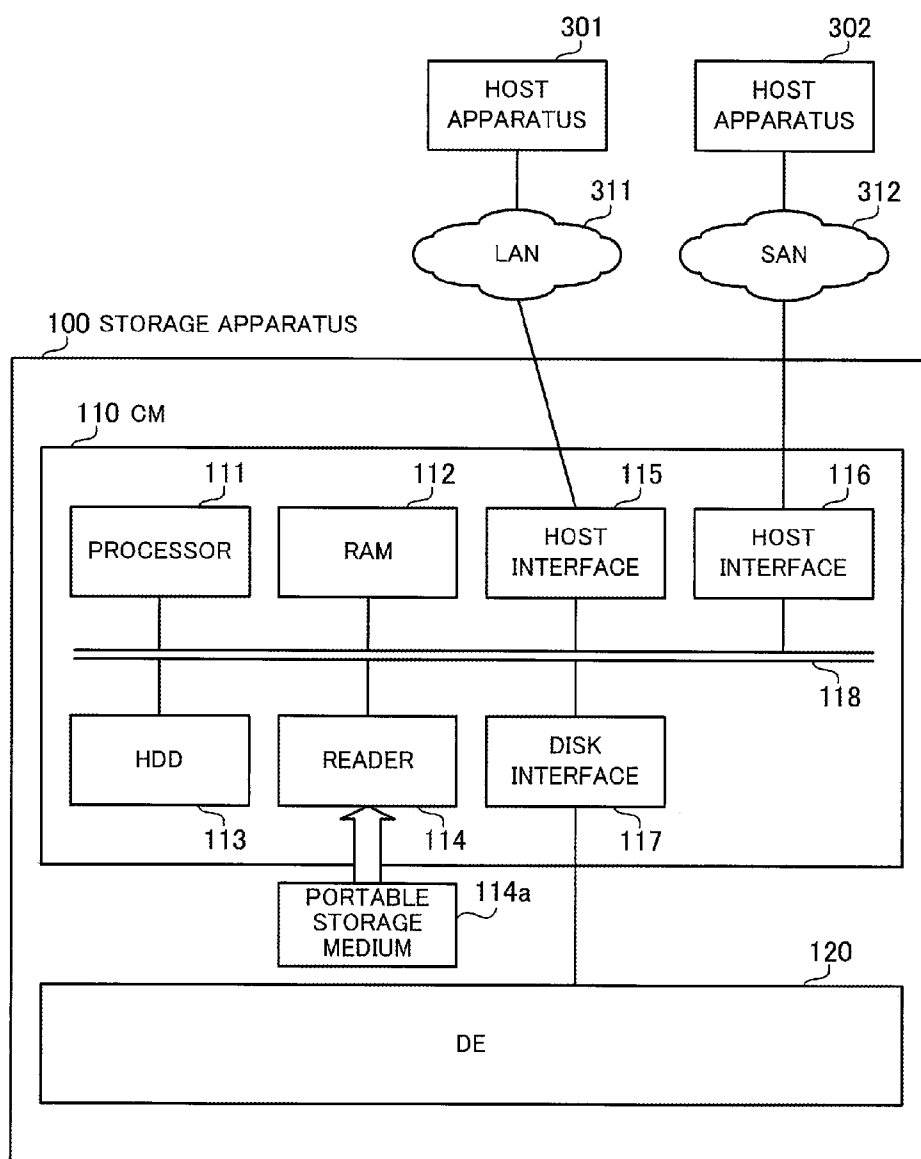 301
302
HOST
APPARATUS
HOST
APPARATUS
311
312
LAN
SAN
100 STORAGE APPARATUS
110 CM
111
112
115
116
PROCESSOR
RAM
HOST
INTERFACE
HOST
INTERFACE
118
HDD
READER
DISK
INTERFACE
113
114
117
PORTABLE
STORAGE
MEDIUM
114a
120
DE